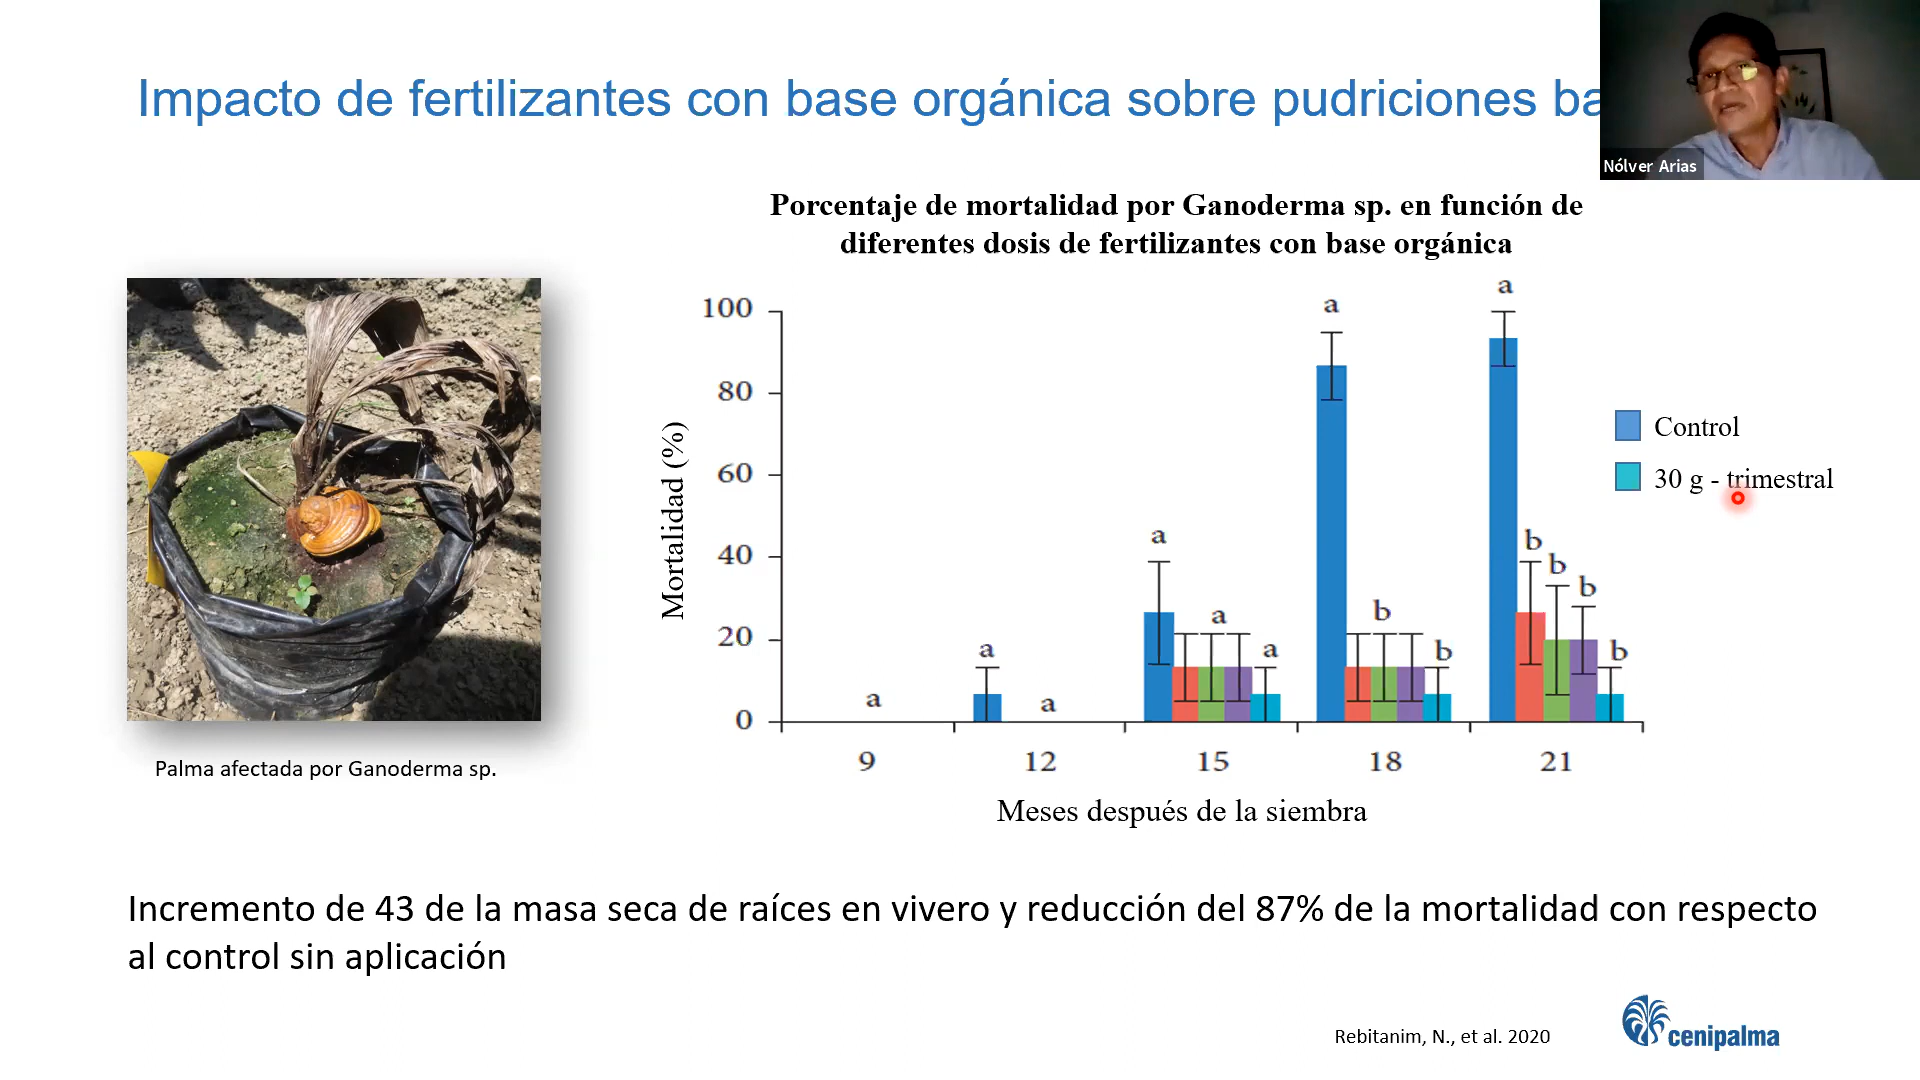 Impacto de fertilizantes con base orgánica sobre pudriciones
Nólver Arias
Porcentaje de mortalidad por Ganoderma sp. en función de
diferentes dosis de fertilizantes con base orgánica
Mortalidad (%)
100
80
60
40
20
0
a
a
a
a
a
a
a
b
b
a
b
b
b
b
9 12 15 18 21
Meses después de la siembra
Control
30 g - trimestral
Palma afectada por Ganoderma sp.
Incremento de 43 de la masa seca de raíces en vivero y reducción del 87% de la mortalidad con respecto
al control sin aplicación
Rebitanim, N., et al. 2020
cenipalma